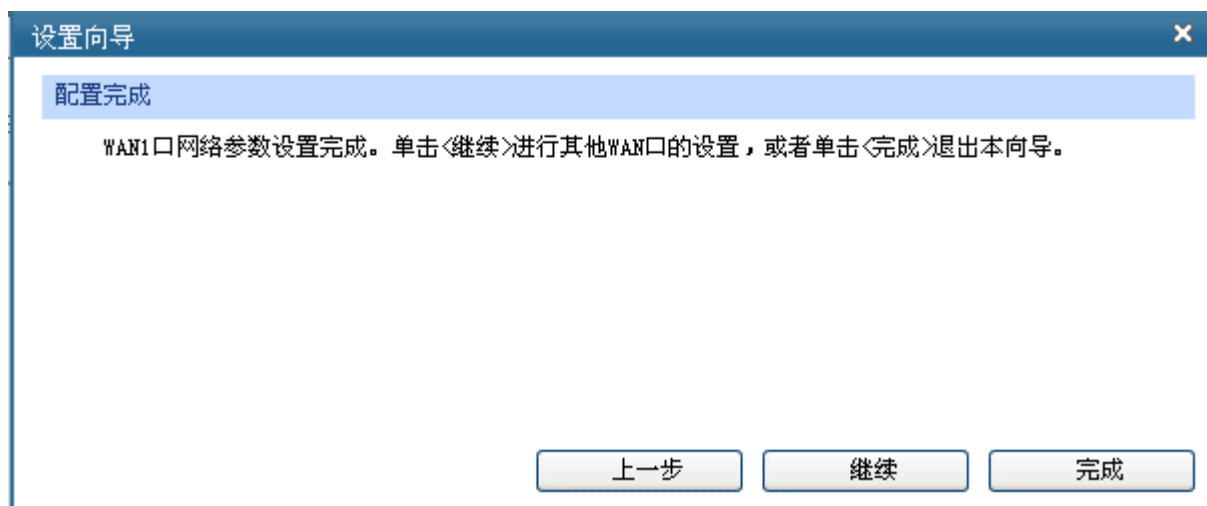 设置向导
配置完成
WAN1口网络参数设置完成。单击<继续>进行其他WAN口的设置，或者单击<完成>退出本向导。
上一步 继续 完成